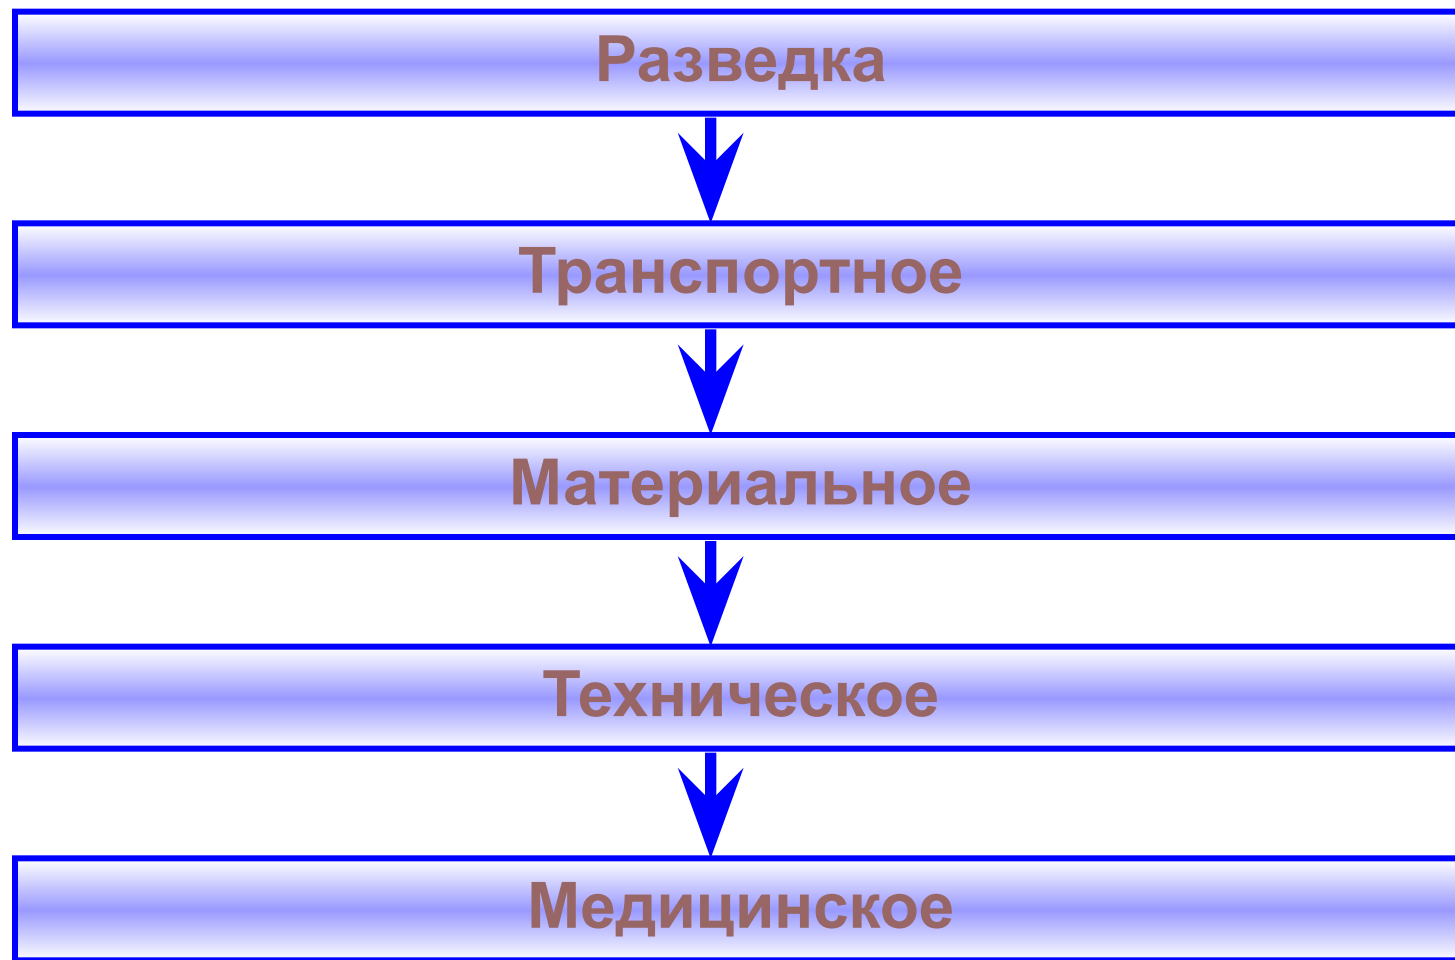 Разведка
Транспортное
Материальное
Техническое
Медицинское